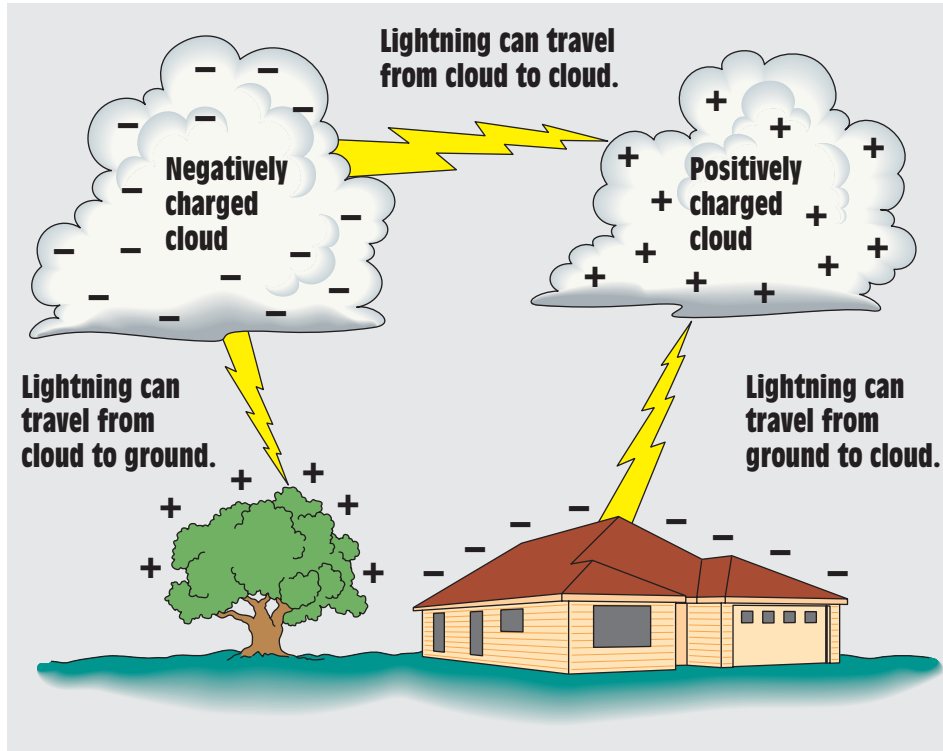 Lightning can travel
from cloud to cloud.
Negatively
charged
cloud
Positively
charged
cloud
Lightning can
travel from
cloud to ground.
Lightning can
travel from
ground to cloud.